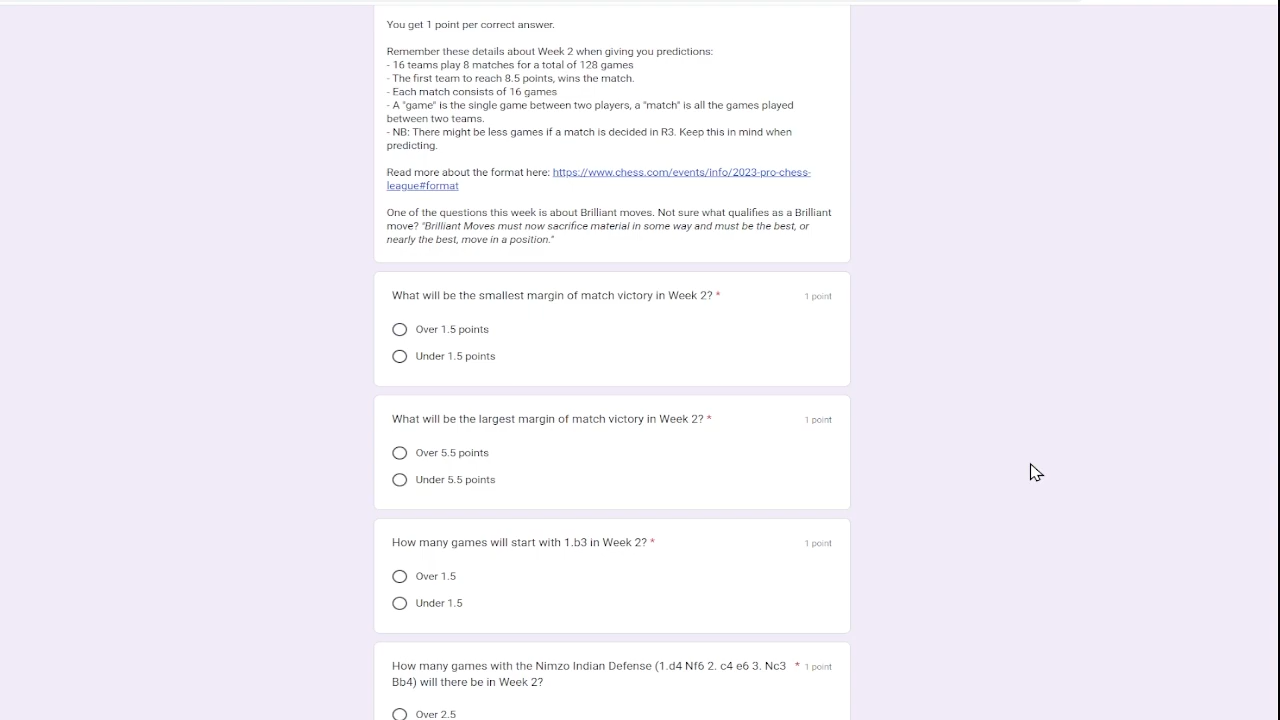 You get 1 point per correct answer.
Remember these details about Week 2 when giving you predictions:
- 16 teams play 8 matches for a total of 128 games
- The first team to reach 8.5 points, wins the match.
- Each match consists of 16 games
- A "game" is the single game between two players, a "match" is all the games played
between two teams.
- NB: There might be less games if a match is decided in R3. Keep this in mind when
predicting.
Read more about the format here: https://www.chess.com/events/info/2023-pro-chess-
league#format
One of the questions this week is about Brilliant moves. Not sure what qualifies as a Brilliant
move? "Brilliant Moves must now sacrifice material in some way and must be the best, or
nearly the best, move in a position."
What will be the smallest margin of match victory in Week 2? * 1 point
Over 1.5 points
Under 1.5 points
What will be the largest margin of match victory in Week 2? * 1 point
Over 5.5 points
Under 5.5 points
How many games will start with 1.b3 in Week 2? * 1 point
Over 1.5
Under 1.5
How many games with the Nimzo Indian Defense (1.d4 Nf6 2. c4 e6 3. Nc3 * 1 point
Bb4) will there be in Week 2?
Over 2.5